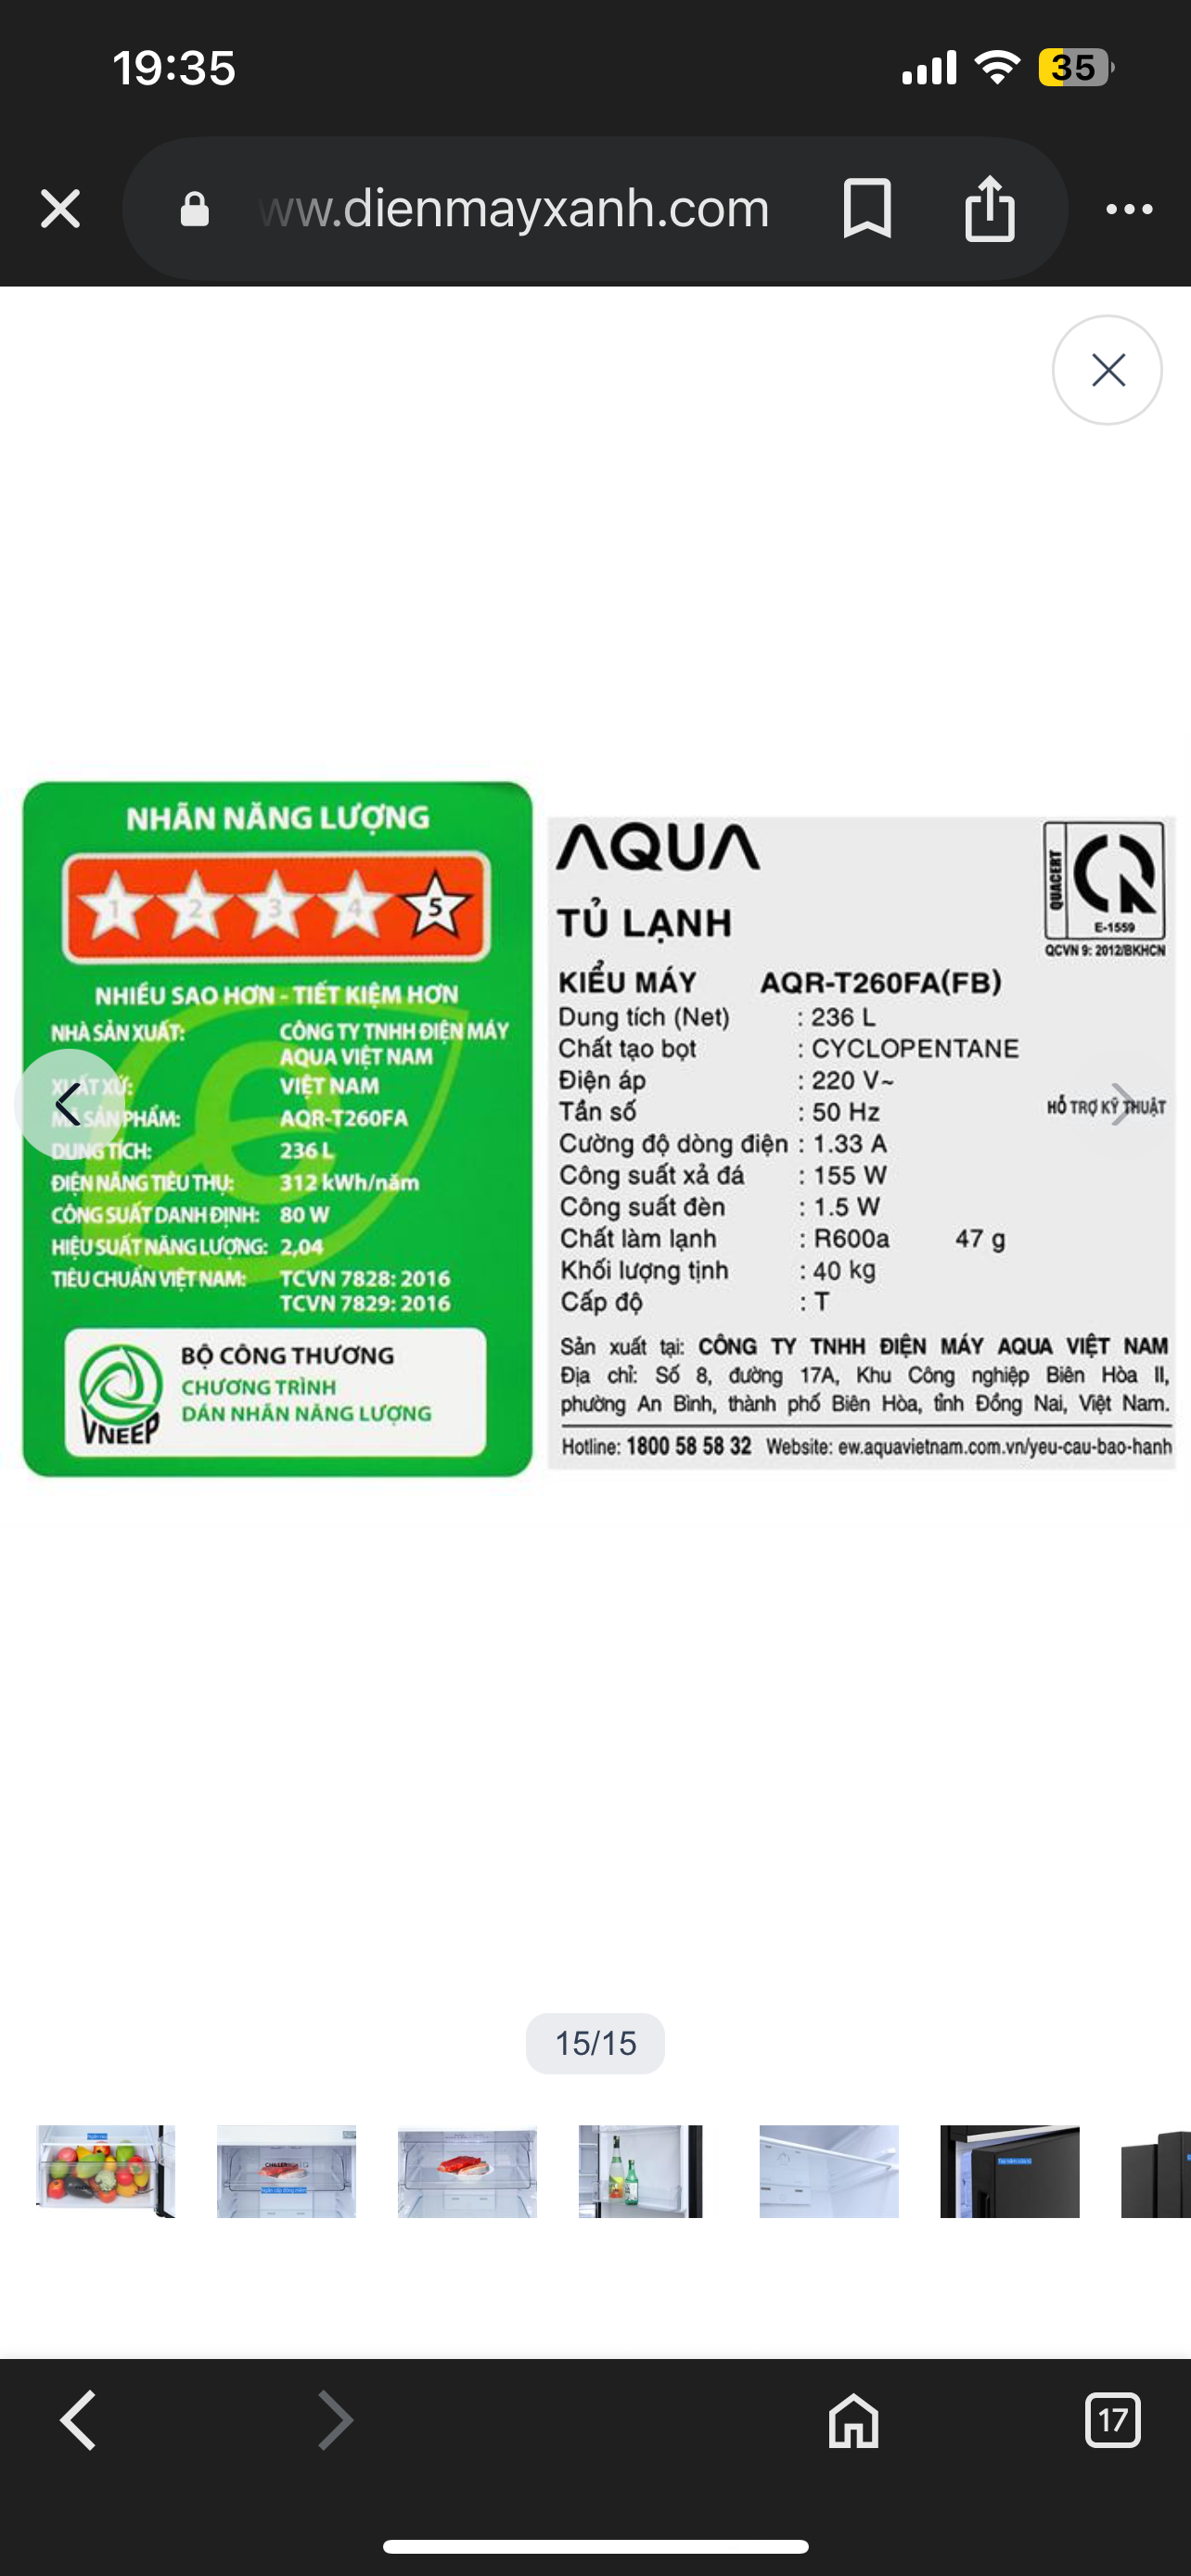 19:35
35
ww.dienmayxanh.com
NHÃN NĂNG LƯỢNG
1 2 3 4 5
NHIỀU SAO HƠN - TIẾT KIỆM HƠN
NHÀ SẢN XUẤT: CÔNG TY TNHH ĐIỆN MÁY
AQUA VIỆT NAM
XUẤT XỨ: VIỆT NAM
MÃ SẢN PHẨM: AQR-T260FA
DUNG TÍCH: 236 L
ĐIỆN NĂNG TIÊU THỤ: 312 kWh/năm
CÔNG SUẤT DANH ĐỊNH: 80 W
HIỆU SUẤT NĂNG LƯỢNG: 2,04
TIÊU CHUẨN VIỆT NAM: TCVN 7828: 2016
TCVN 7829: 2016
VNEEP
BỘ CÔNG THƯƠNG
CHƯƠNG TRÌNH
DÁN NHÃN NĂNG LƯỢNG
AQUA
TỦ LẠNH
QUACERT
E-1559
QCVN 9: 2012/BKHCN
KIỂU MÁY AQR-T260FA(FB)
Dung tích (Net) : 236 L
Chất tạo bọt : CYCLOPENTANE
Điện áp : 220 V~
Tần số : 50 Hz
HỖ TRỢ KỸ THUẬT
Cường độ dòng điện : 1.33 A
Công suất xả đá : 155 W
Công suất đèn : 1.5 W
Chất làm lạnh : R600a 47 g
Khối lượng tịnh : 40 kg
Cấp độ : T
Sản xuất tại: CÔNG TY TNHH ĐIỆN MÁY AQUA VIỆT NAM
Địa chỉ: Số 8, đường 17A, Khu Công nghiệp Biên Hòa II,
phường An Bình, thành phố Biên Hòa, tỉnh Đồng Nai, Việt Nam.
Hotline: 1800 58 58 32 Website: ew.aquavietnam.com.vn/yeu-cau-bao-hanh
15/15
CHILLER
17